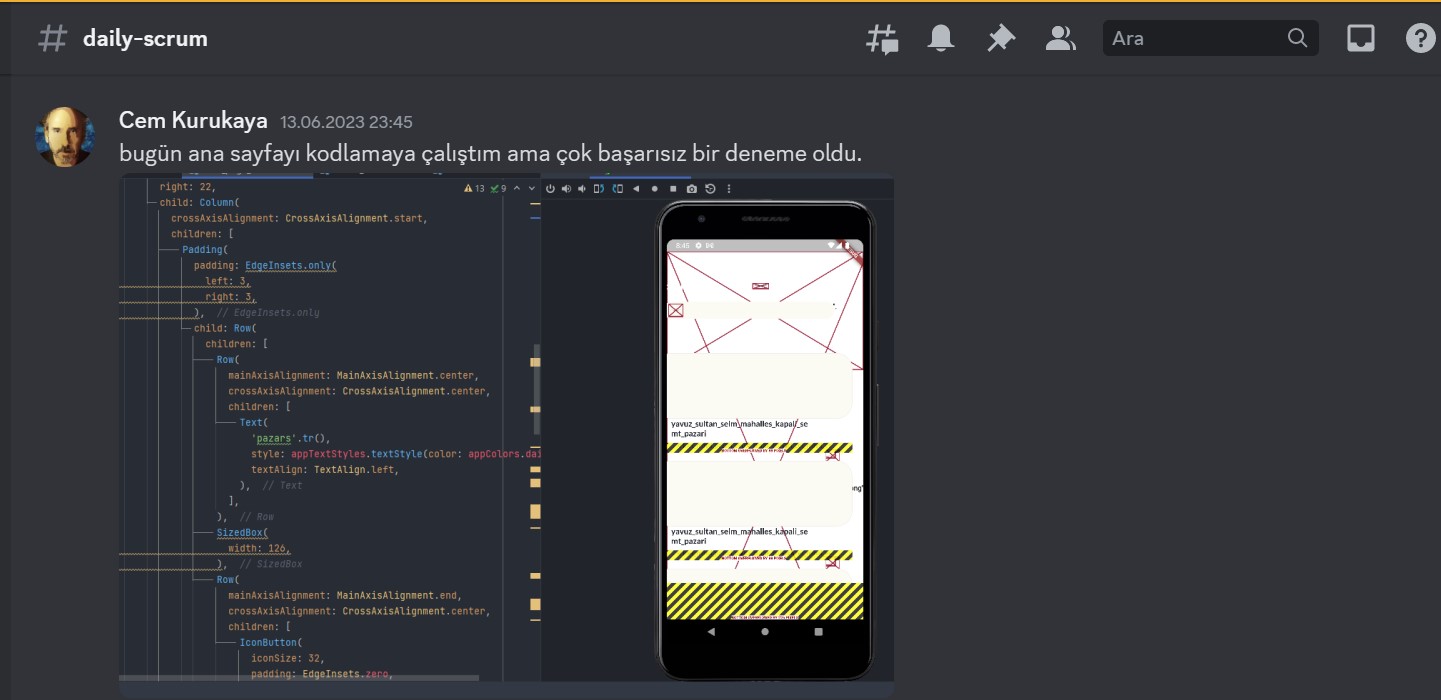 daily-scrum
Ara
Cem Kurukaya 13.06.2023 23:45
bugün ana sayfayı kodlamaya çalıştım ama çok başarısız bir deneme oldu.
13 9
right: 22,
child: Column(
crossAxisAlignment: CrossAxisAlignment.start,
children: [
Padding(
padding: EdgeInsets.only(
left: 3,
right: 3,
), // EdgeInsets.only
child: Row(
children: [
Row(
mainAxisAlignment: MainAxisAlignment.center,
crossAxisAlignment: CrossAxisAlignment.center,
children: [
Text(
'pazars'.tr(),
style: appTextStyles.textStyle(color: appColors.dai
textAlign: TextAlign.left,
), // Text
],
), // Row
SizedBox(
width: 126,
), // SizedBox
Row(
mainAxisAlignment: MainAxisAlignment.end,
crossAxisAlignment: CrossAxisAlignment.center,
children: [
IconButton(
iconSize: 32,
padding: EdgeInsets.zero,
yavuz_sultan_selm_mahalles_kapali_se
mt_pazari
yavuz_sultan_selm_mahalles_kapali_se
mt_pazari